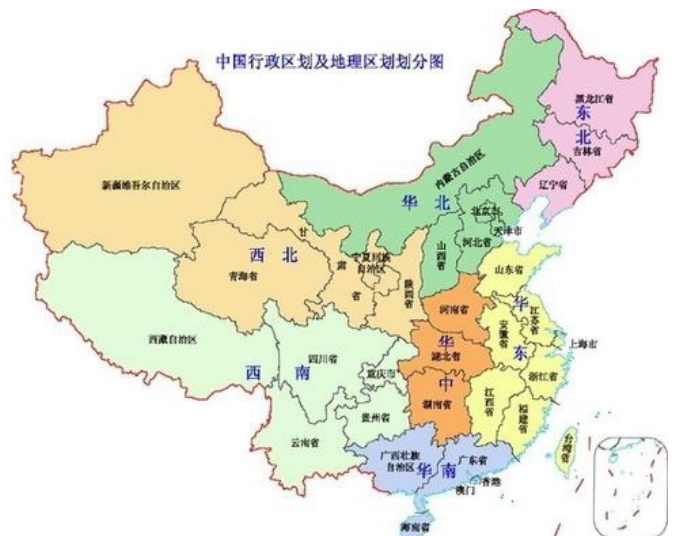 中国行政区划及地理区划划分图
黑龙江省
东
北
吉林省
辽宁省
内蒙古自治区
华 北
北京市
天津市
河北省
山西省
新疆维吾尔自治区
西 北
甘
肃
省
宁夏回族
自治区
陕西省
青海省
山东省
河南省
华
东
江苏省
安徽省
上海市
浙江省
江西省
福建省
台湾省
华
中
湖北省
湖南省
西藏自治区
西 南
四川省
重庆市
贵州省
云南省
广西壮族
自治区
华 南
广东省
香港
澳门
海南省